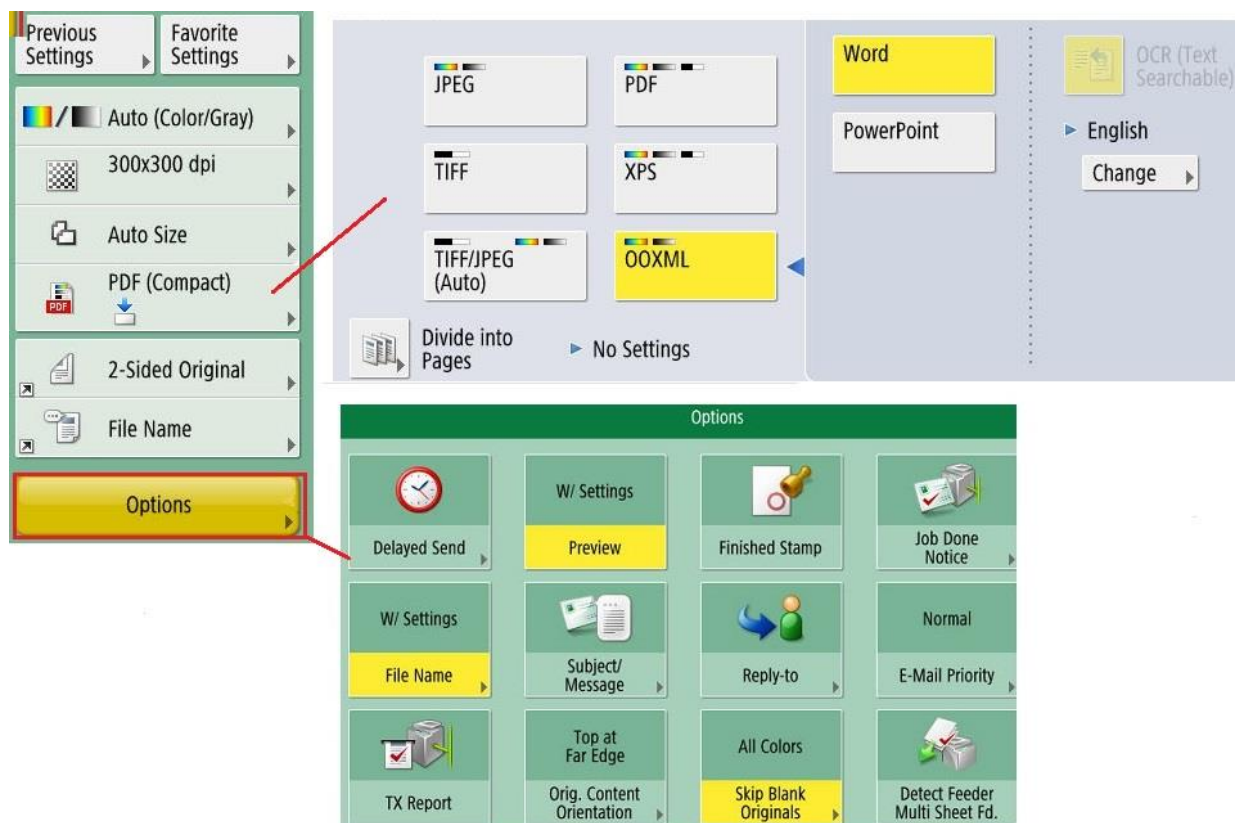 Previous
Settings
Favorite
Settings
Auto (Color/Gray)
300x300 dpi
Auto Size
PDF (Compact)
PDF
2-Sided Original
File Name
Options
JPEG
PDF
TIFF
XPS
TIFF/JPEG
(Auto)
OOXML
Divide into
Pages
No Settings
Word
PowerPoint
OCR (Text
Searchable)
English
Change
Options
Delayed Send
W/ Settings
Preview
Finished Stamp
Job Done
Notice
W/ Settings
File Name
Subject/
Message
Reply-to
Normal
E-Mail Priority
TX Report
Top at
Far Edge
Orig. Content
Orientation
All Colors
Skip Blank
Originals
Detect Feeder
Multi Sheet Fd.